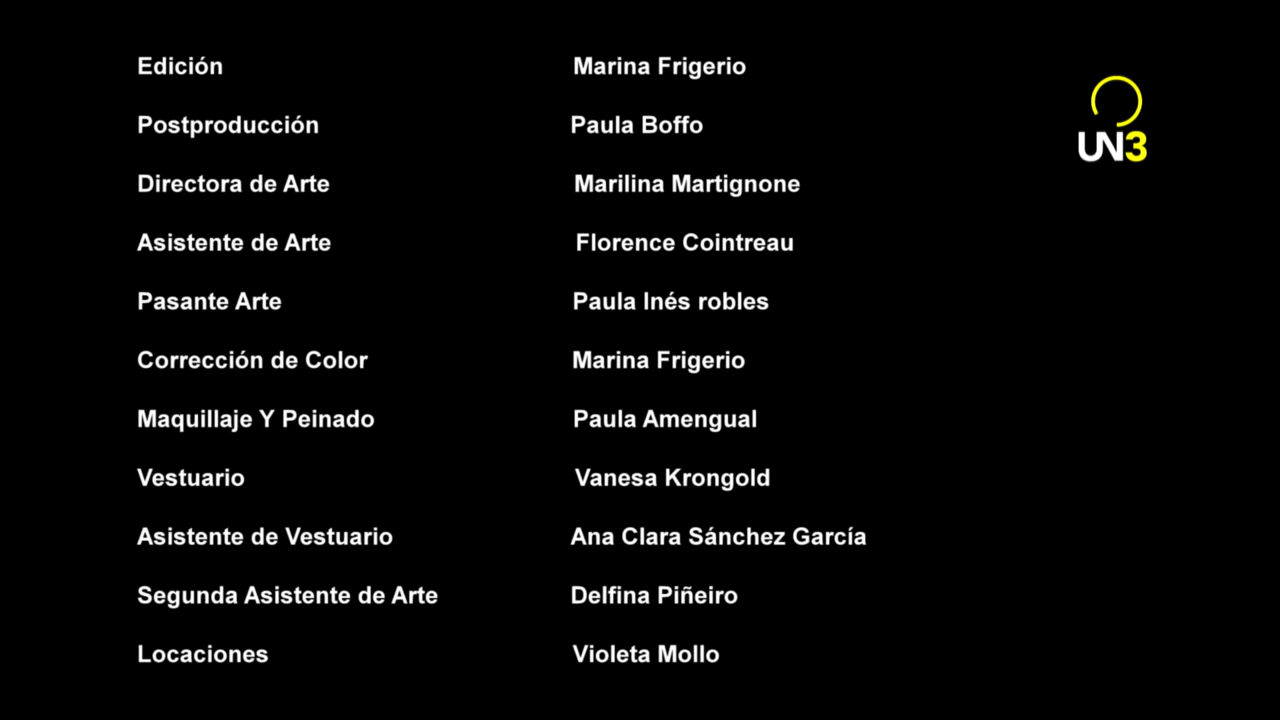 Edición Marina Frigerio
Postproducción Paula Boffo
Directora de Arte Marilina Martignone
Asistente de Arte Florence Cointreau
Pasante Arte Paula Inés robles
Corrección de Color Marina Frigerio
Maquillaje Y Peinado Paula Amengual
Vestuario Vanesa Krongold
Asistente de Vestuario Ana Clara Sánchez García
Segunda Asistente de Arte Delfina Piñeiro
Locaciones Violeta Mollo
UN3